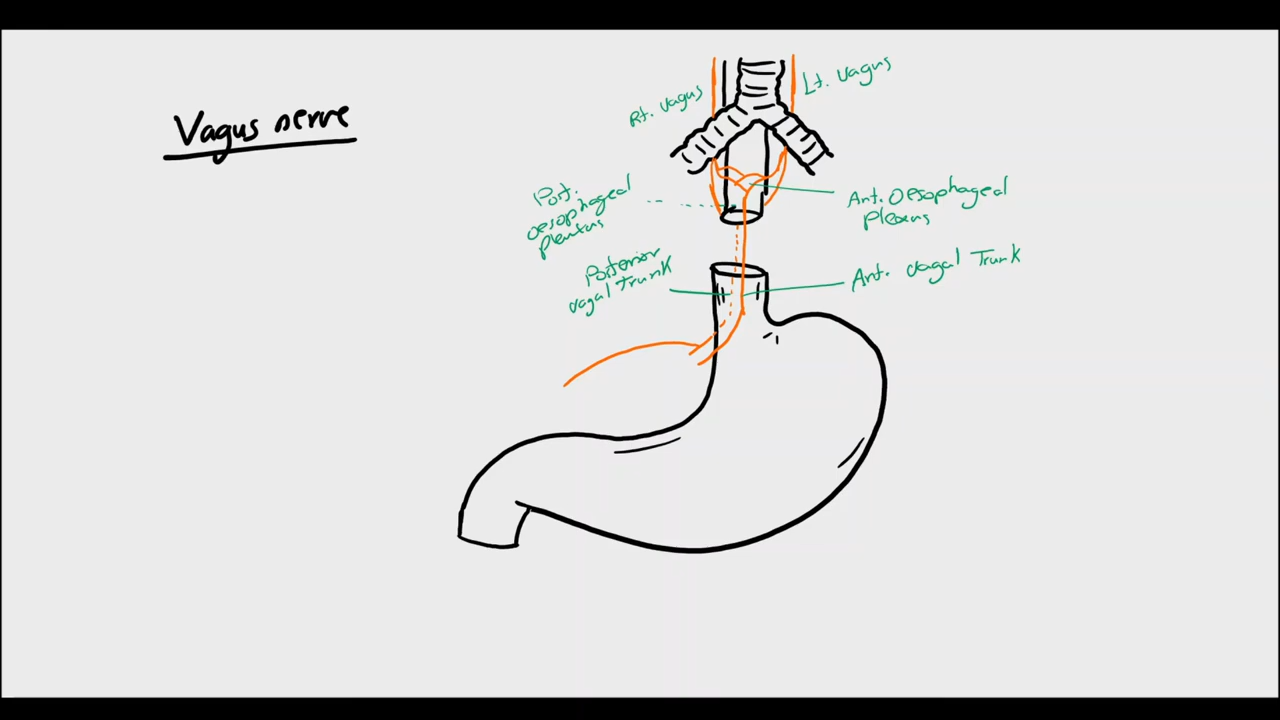 Vagus nerve
Rt. vagus
Lt. vagus
Post.
oesophageal
plexus
Ant. Oesophageal
plexus
Posterior
vagal Trunk
Ant. vagal Trunk